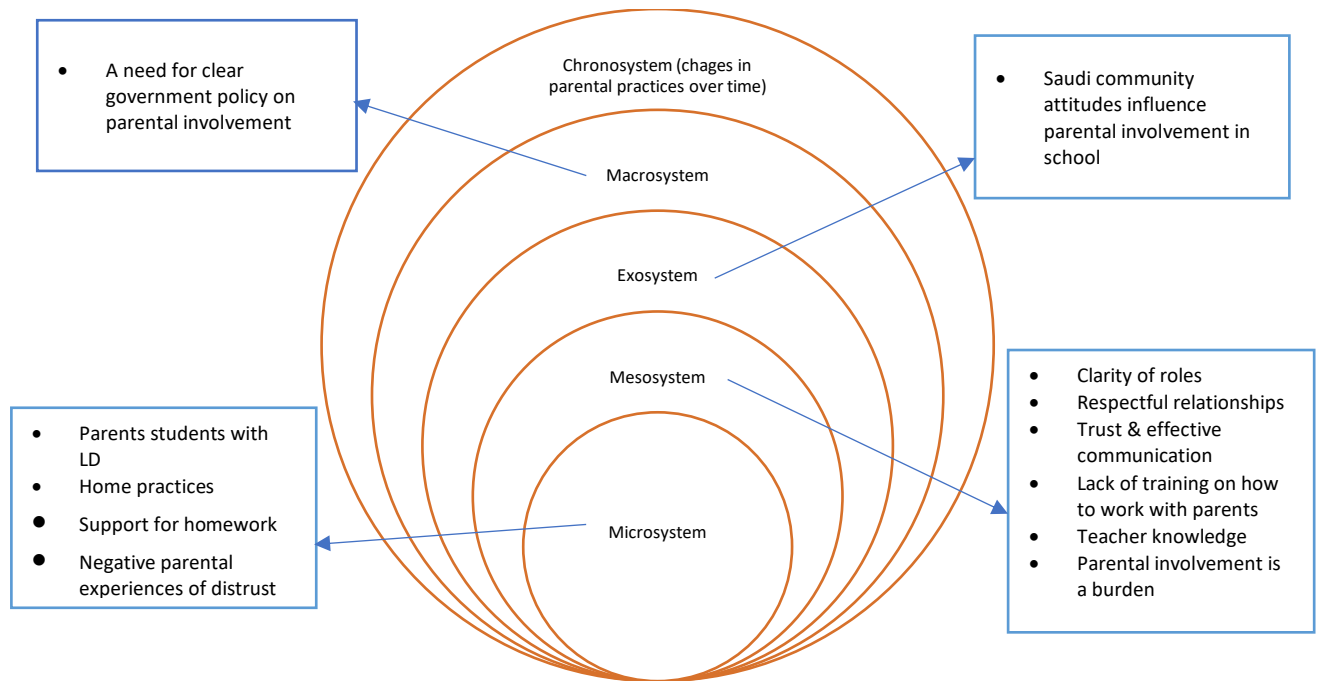 • A need for clear
government policy on
parental involvement
Chronosystem (chages in
parental practices over time)
• Saudi community
attitudes influence
parental involvement in
school
Macrosystem
Exosystem
Mesosystem
• Clarity of roles
• Respectful relationships
• Trust & effective
communication
• Lack of training on how
to work with parents
• Teacher knowledge
• Parental involvement is
a burden
• Parents students with
LD
• Home practices
• Support for homework
• Negative parental
experiences of distrust
Microsystem